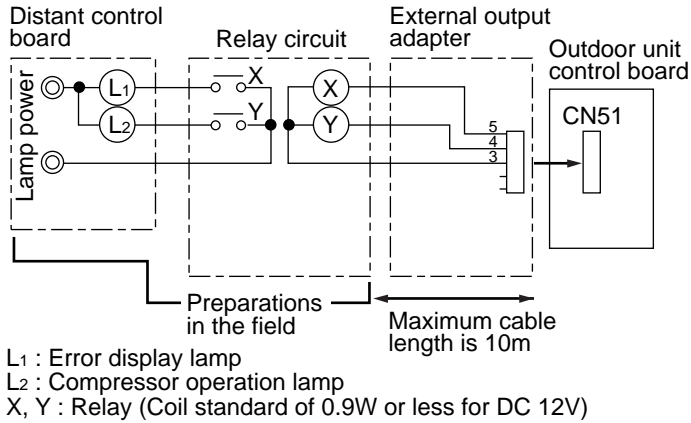 Distant control
board
Relay circuit
External output
adapter
Outdoor unit
control board
Lamp power
L1
L2
X
Y
X
Y
5
4
3
CN51
Preparations
in the field
Maximum cable
length is 10m
L1 : Error display lamp
L2 : Compressor operation lamp
X, Y : Relay (Coil standard of 0.9W or less for DC 12V)